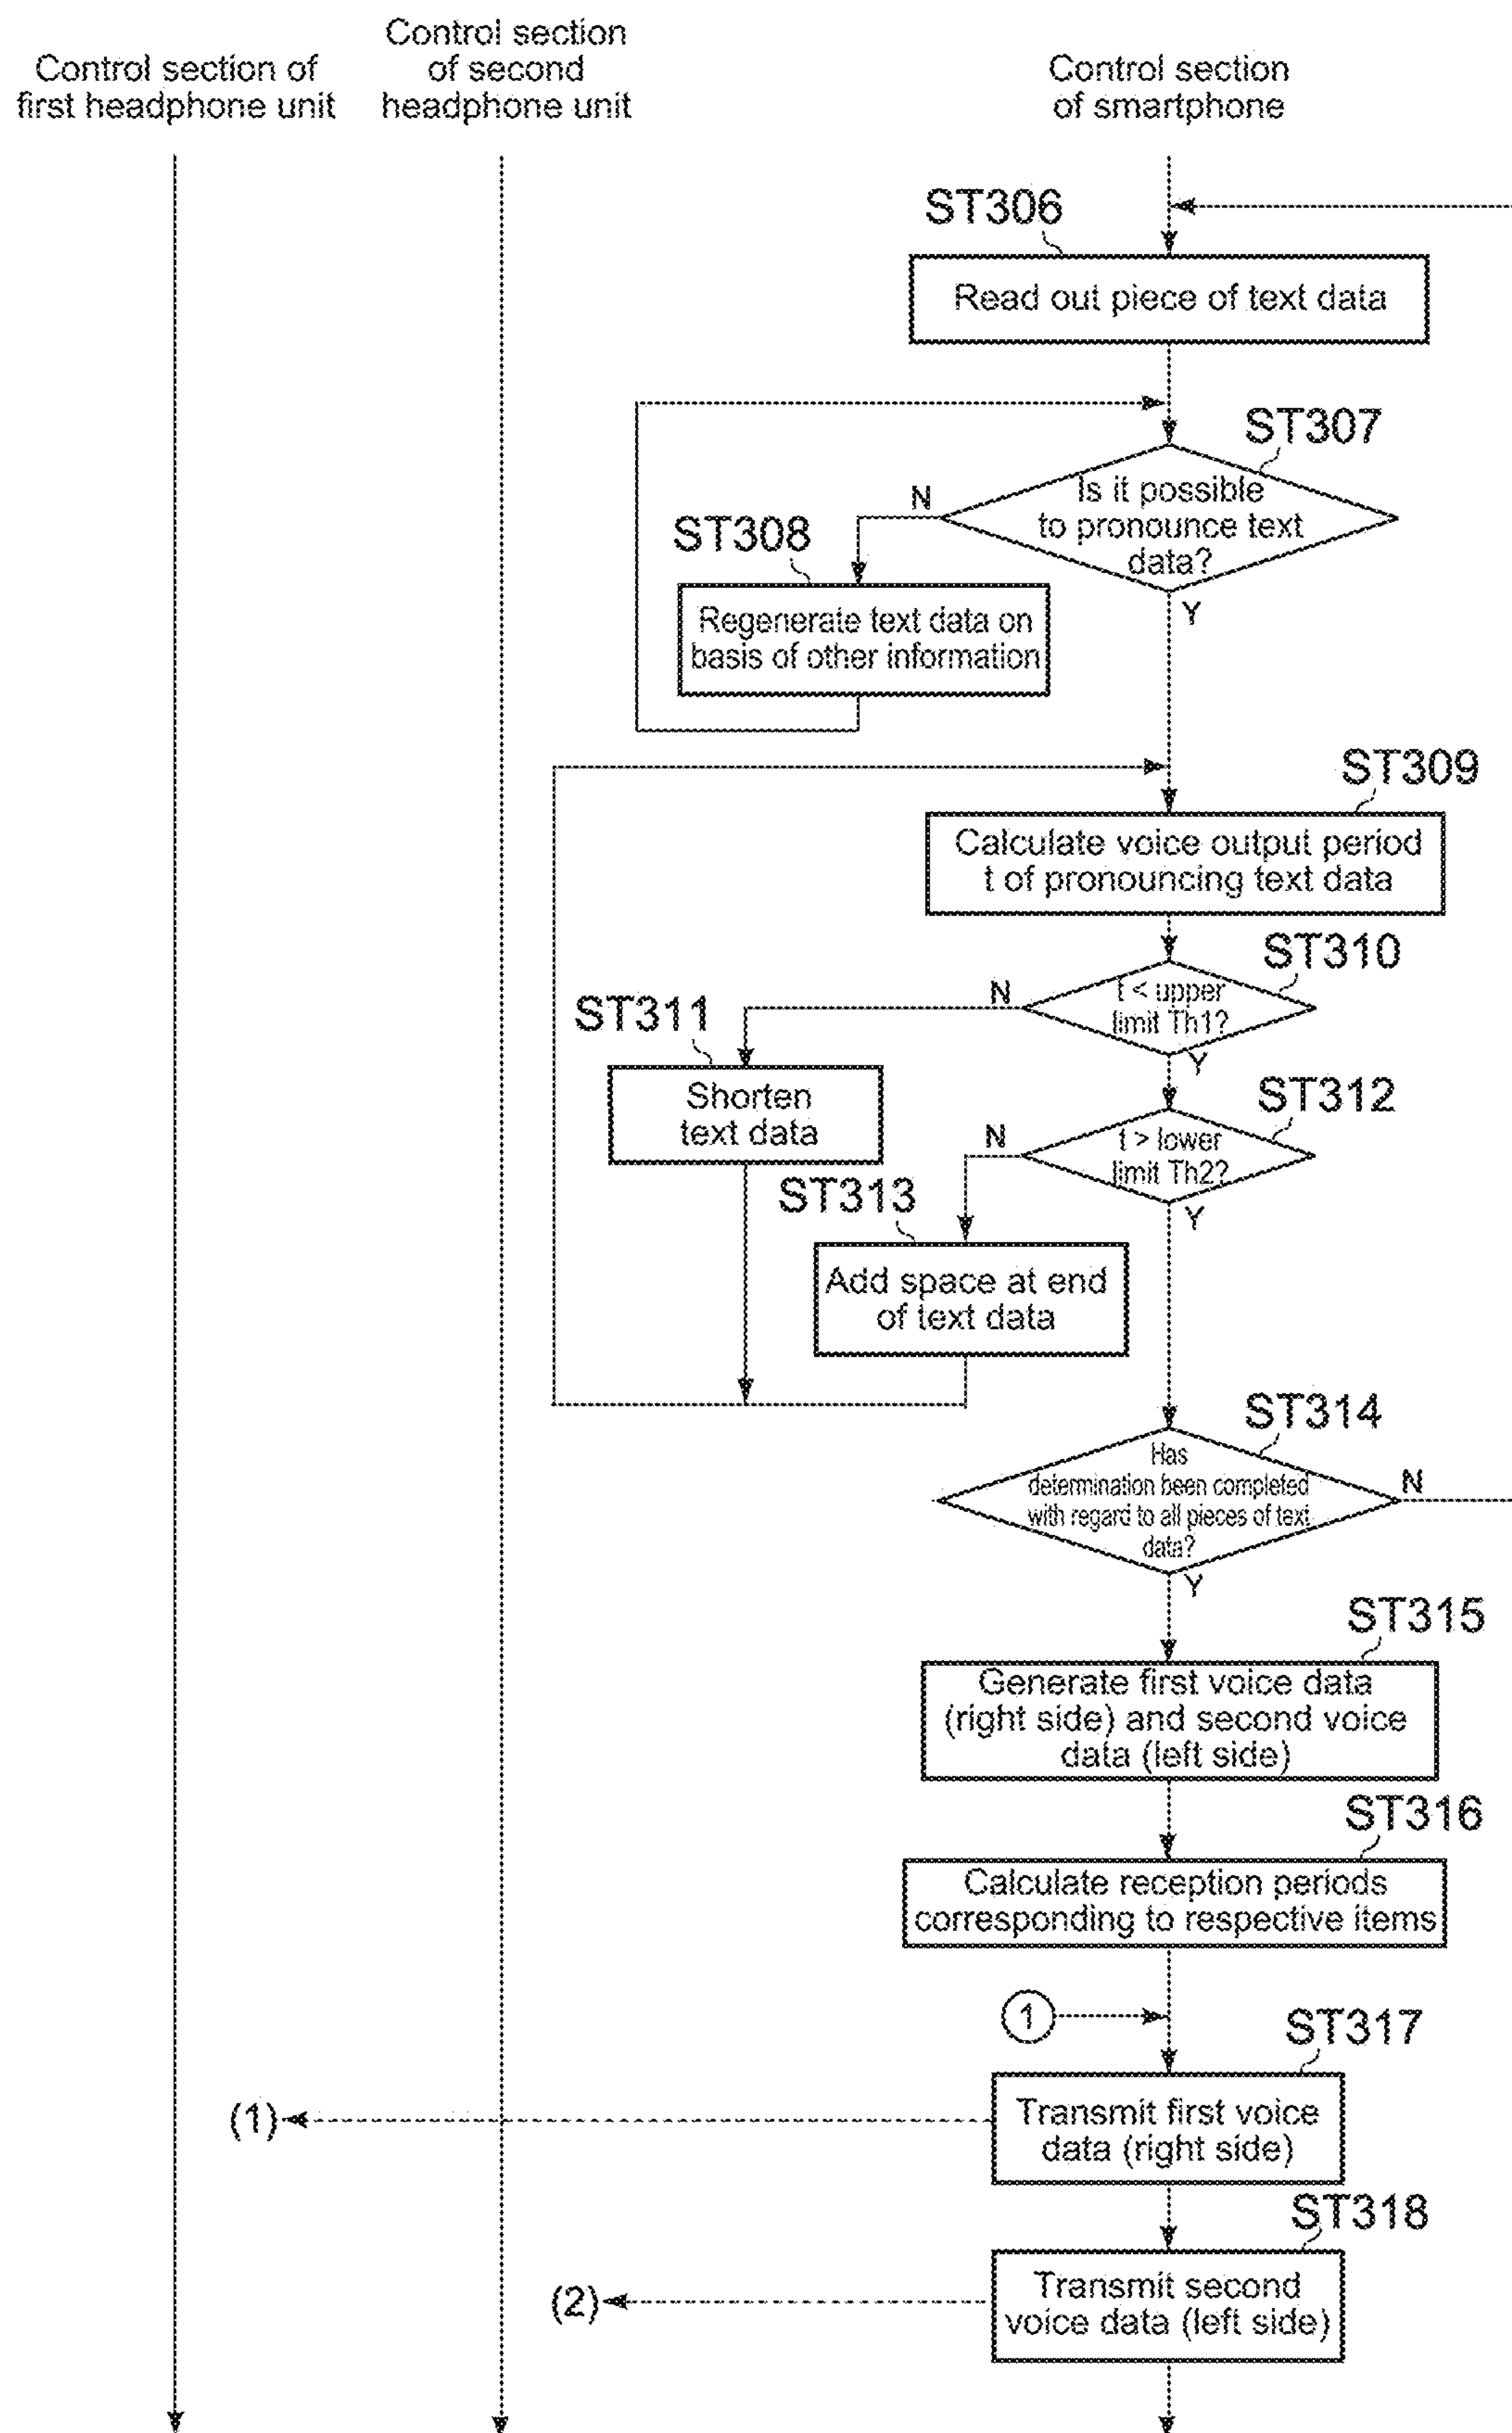 Control section of
first headphone unit
Control section
of second
headphone unit
Control section
of smartphone
ST306
Read out piece of text data
ST307
Is it possible
to pronounce text
data?
N
Y
ST308
Regenerate text data on
basis of other information
ST309
Calculate voice output period
t of pronouncing text data
ST310
t < upper
limit Th1?
N
Y
ST311
Shorten
text data
ST312
t > lower
limit Th2?
N
Y
ST313
Add space at end
of text data
ST314
Has
determination been completed
with regard to all pieces of text
data?
N
Y
ST315
Generate first voice data
(right side) and second voice
data (left side)
ST316
Calculate reception periods
corresponding to respective items
1
ST317
Transmit first voice
data (right side)
(1)
ST318
Transmit second
voice data (left side)
(2)